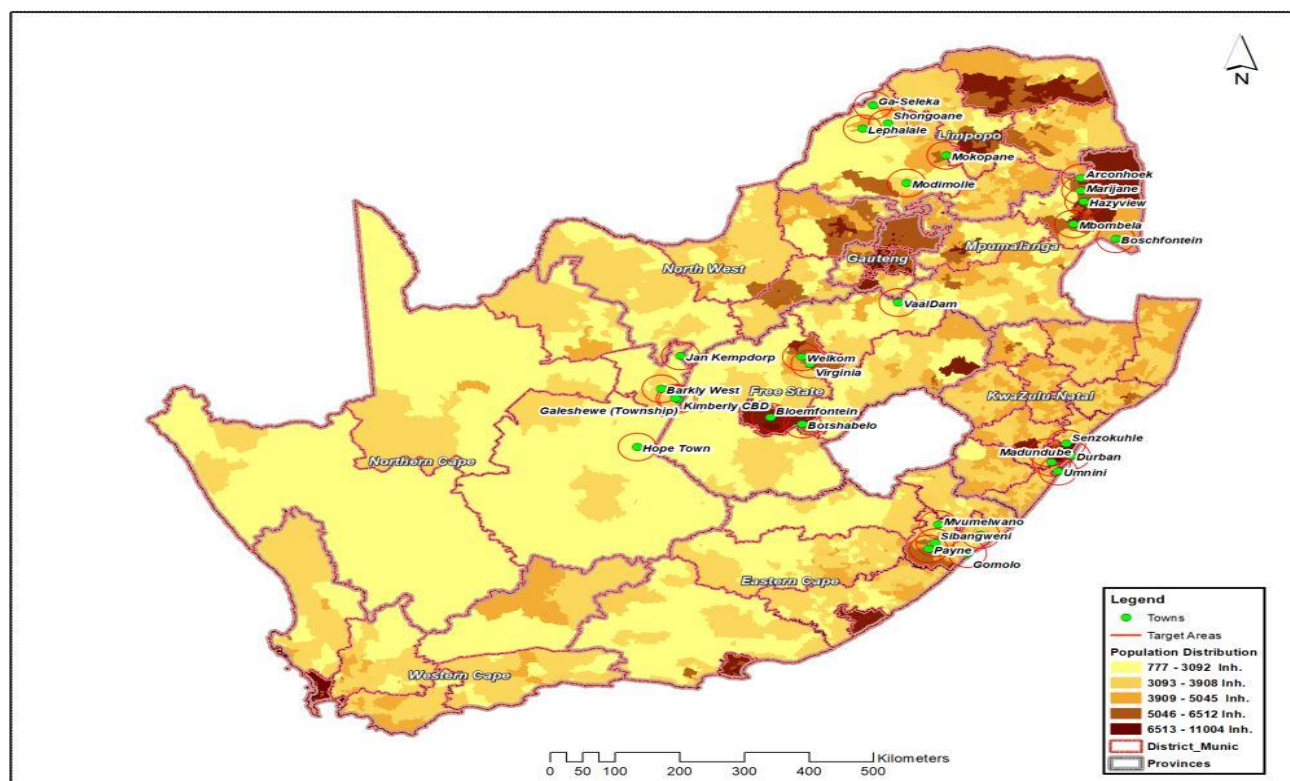 N
Ga-Seleka
Shongoane
Lephalale
Limpopo
Mokopane
Modimolle
Arconhoek
Marijane
Hazyview
Mbombela
Boschfontein
Mpumalanga
Gauteng
North West
VaalDam
Jan Kempdorp
Welkom
Virginia
Barkly West
Free State
Kimberly CBD
Galeshewe (Township)
Bloemfontein
Botshabelo
KwaZulu-Natal
Senzokuhle
Madundube
Durban
Umnini
Hope Town
Northern Cape
Mvumelwano
Sibangweni
Payne
Gomolo
Eastern Cape
Western Cape
Legend
Towns
Target Areas
Population Distribution
777 - 3092 Inh.
3093 - 3908 Inh.
3909 - 5045 Inh.
5046 - 6512 Inh.
6513 - 11004 Inh.
District_Munic
Provinces
Kilometers
0 50 100 200 300 400 500